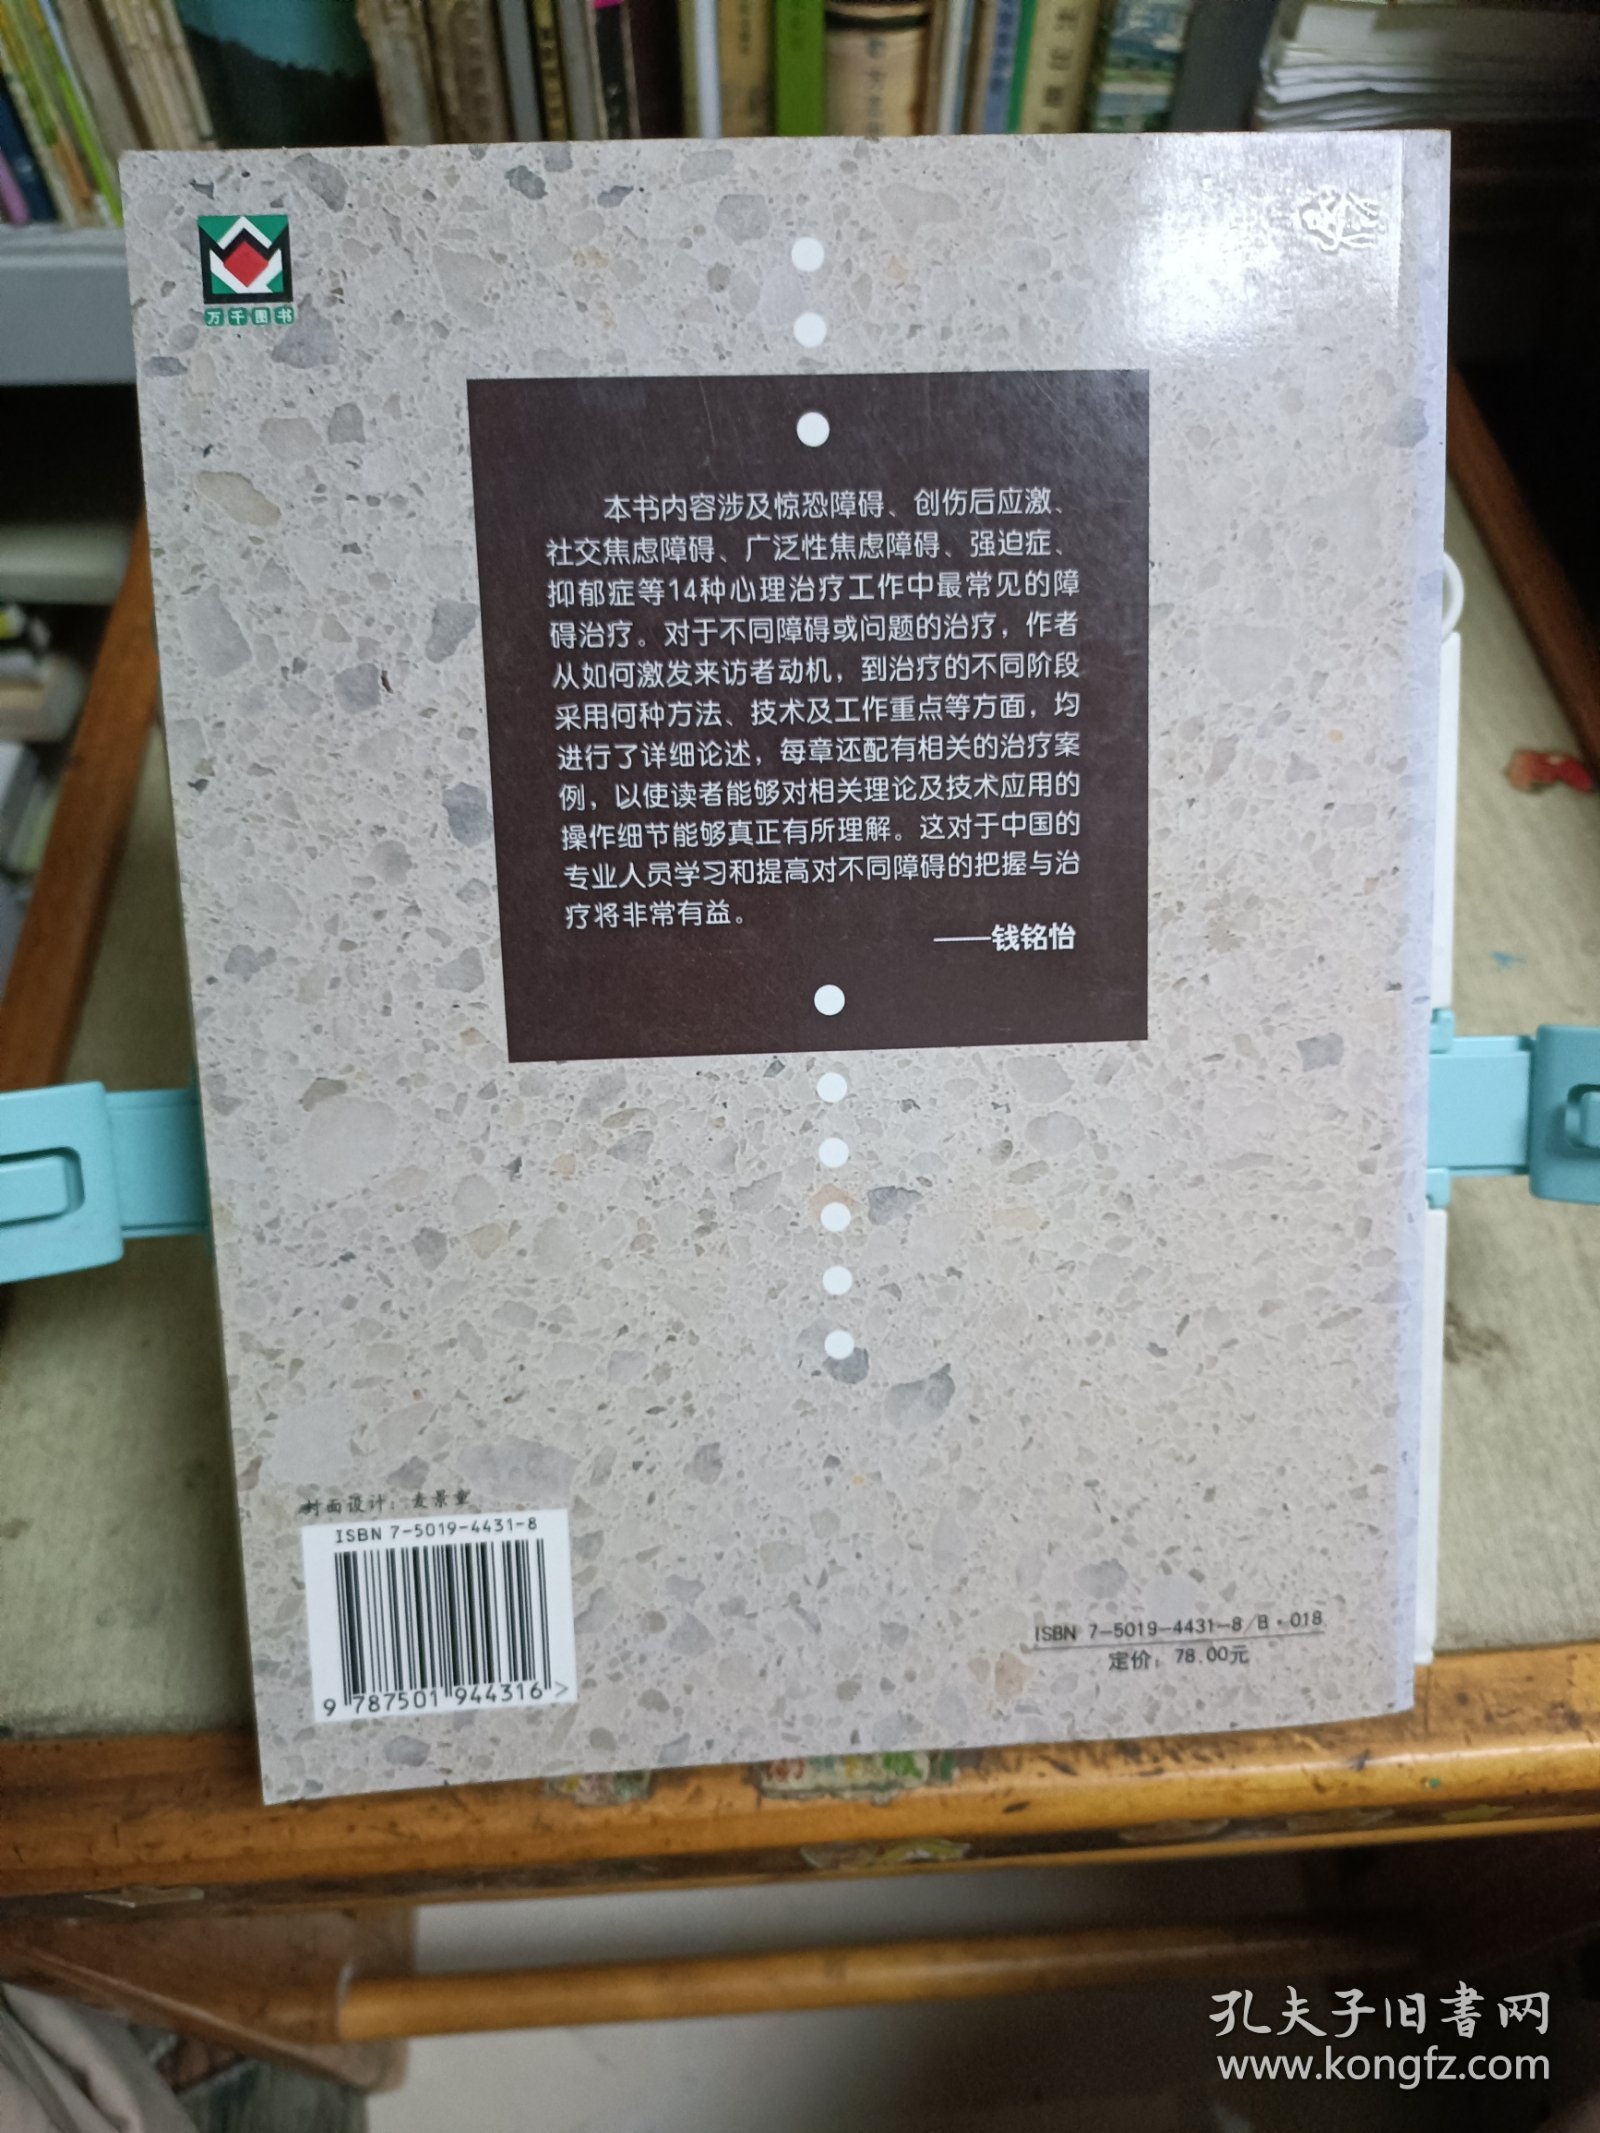 万千图书
本书内容涉及惊恐障碍、创伤后应激、
社交焦虑障碍、广泛性焦虑障碍、强迫症、
抑郁症等14种心理治疗工作中最常见的障
碍治疗。对于不同障碍或问题的治疗，作者
从如何激发来访者动机，到治疗的不同阶段
采用何种方法、技术及工作重点等方面，均
进行了详细论述，每章还配有相关的治疗案
例，以使读者能够对相关理论及技术应用的
操作细节能够真正有所理解。这对于中国的
专业人员学习和提高对不同障碍的把握与治
疗将非常有益。
——钱铭怡
封面设计：麦景童
ISBN 7-5019-4431-8
9 787501 944316 >
ISBN 7-5019-4431-8/B·018
定价：78.00元
孔夫子旧書网
www.kongfz.com